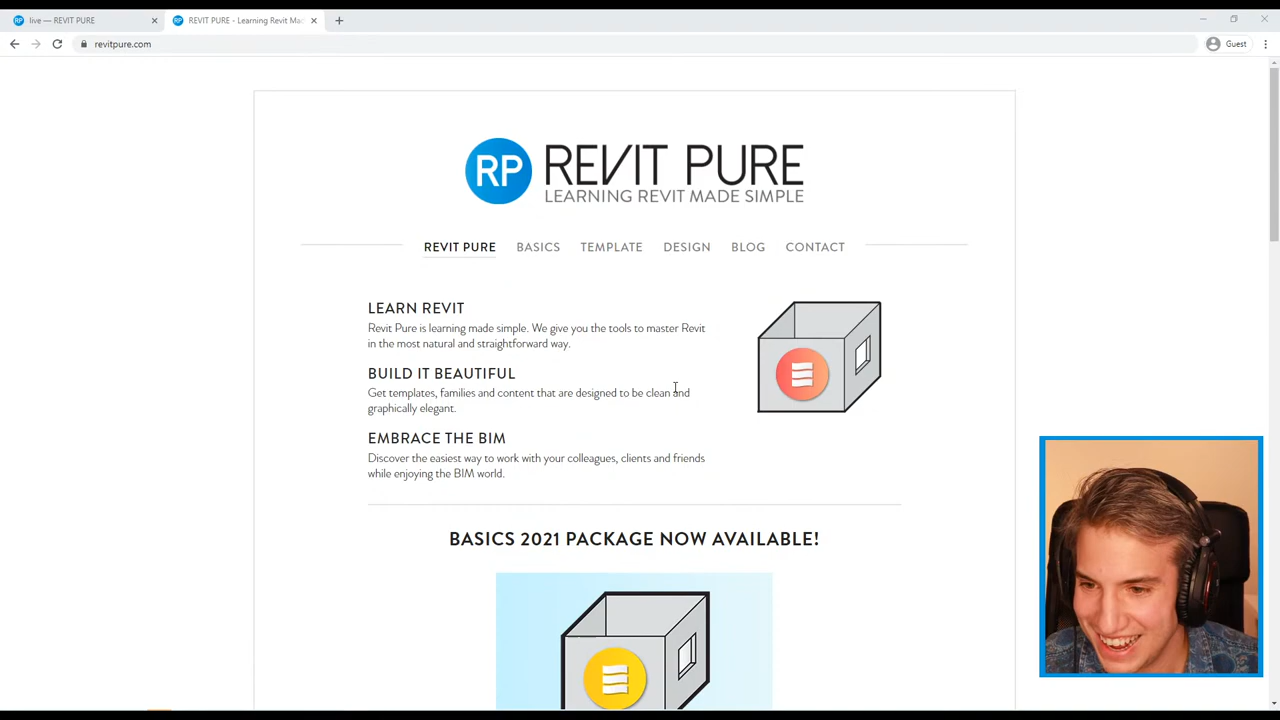 live — REVIT PURE
REVIT PURE - Learning Revit Mac
revitpure.com
Guest
RP REVIT PURE
LEARNING REVIT MADE SIMPLE
REVIT PURE BASICS TEMPLATE DESIGN BLOG CONTACT
LEARN REVIT
Revit Pure is learning made simple. We give you the tools to master Revit
in the most natural and straightforward way.
BUILD IT BEAUTIFUL
Get templates, families and content that are designed to be clean and
graphically elegant.
EMBRACE THE BIM
Discover the easiest way to work with your colleagues, clients and friends
while enjoying the BIM world.
BASICS 2021 PACKAGE NOW AVAILABLE!